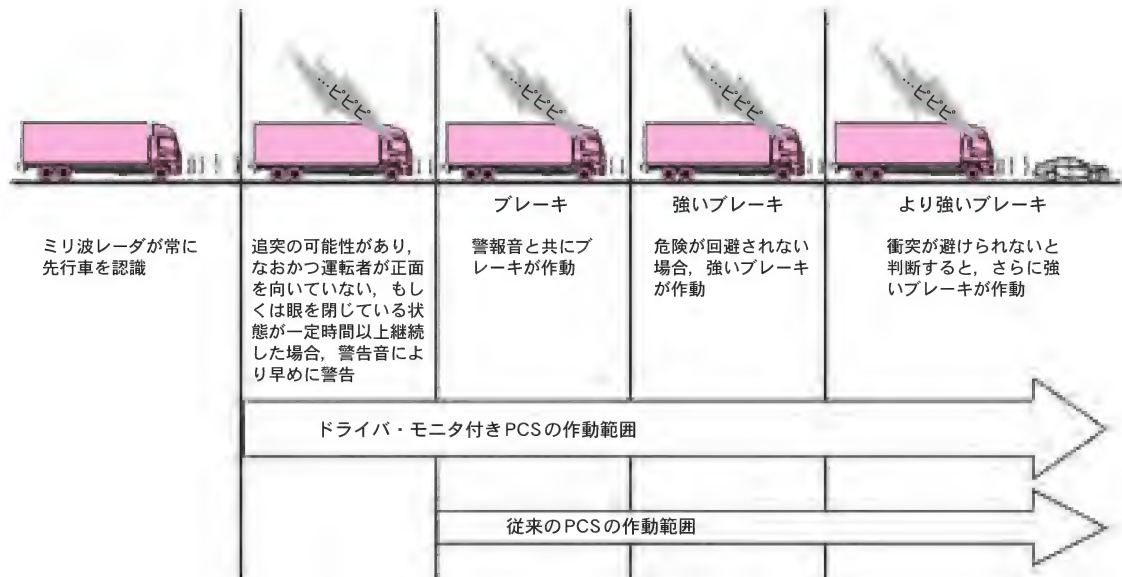 …ピピピ
…ピピピ
…ピピピ
…ピピピ
ミリ波レーダが常に
先行車を認識
追突の可能性があり，
なおかつ運転者が正面
を向いていない，もし
くは眼を閉じている状
態が一定時間以上継続
した場合，警告音によ
り早めに警告
ブレーキ
警報音と共にブ
レーキが作動
強いブレーキ
危険が回避されない
場合，強いブレーキ
が作動
より強いブレーキ
衝突が避けられないと
判断すると，さらに強
いブレーキが作動
ドライバ・モニタ付きPCSの作動範囲
従来のPCSの作動範囲